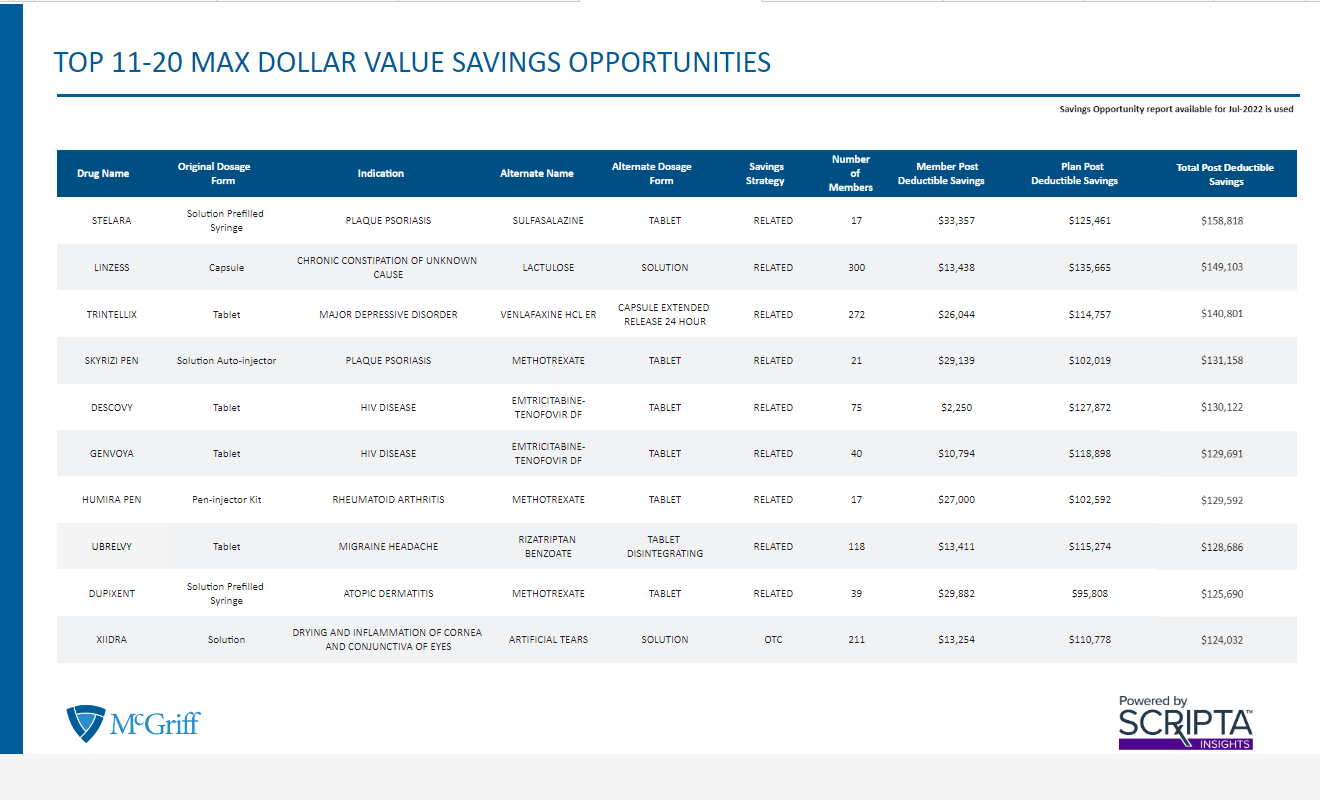 TOP 11-20 MAX DOLLAR VALUE SAVINGS OPPORTUNITIES
Savings Opportunity report available for Jul-2022 is used
Drug Name Original Dosage Form Indication Alternate Name Alternate Dosage Form Savings Strategy Number of Members Member Post Deductible Savings Plan Post Deductible Savings Total Post Deductible Savings
STELARA Solution Prefilled Syringe PLAQUE PSORIASIS SULFASALAZINE TABLET RELATED 17 $33,357 $125,461 $158,818
LINZESS Capsule CHRONIC CONSTIPATION OF UNKNOWN CAUSE LACTULOSE SOLUTION RELATED 300 $13,438 $135,665 $149,103
TRINTELLIX Tablet MAJOR DEPRESSIVE DISORDER VENLAFAXINE HCL ER CAPSULE EXTENDED RELEASE 24 HOUR RELATED 272 $26,044 $114,757 $140,801
SKYRIZI PEN Solution Auto-injector PLAQUE PSORIASIS METHOTREXATE TABLET RELATED 21 $29,139 $102,019 $131,158
DESCOVY Tablet HIV DISEASE EMTRICITABINE-TENOFOVIR DF TABLET RELATED 75 $2,250 $127,872 $130,122
GENVOYA Tablet HIV DISEASE EMTRICITABINE-TENOFOVIR DF TABLET RELATED 40 $10,794 $118,898 $129,691
HUMIRA PEN Pen-injector Kit RHEUMATOID ARTHRITIS METHOTREXATE TABLET RELATED 17 $27,000 $102,592 $129,592
UBRELVY Tablet MIGRAINE HEADACHE RIZATRIPTAN BENZOATE TABLET DISINTEGRATING RELATED 118 $13,411 $115,274 $128,686
DUPIXENT Solution Prefilled Syringe ATOPIC DERMATITIS METHOTREXATE TABLET RELATED 39 $29,882 $95,808 $125,690
XIIDRA Solution DRYING AND INFLAMMATION OF CORNEA AND CONJUNCTIVA OF EYES ARTIFICIAL TEARS SOLUTION OTC 211 $13,254 $110,778 $124,032
McGriff
Powered by
SCRIPTA™
INSIGHTS